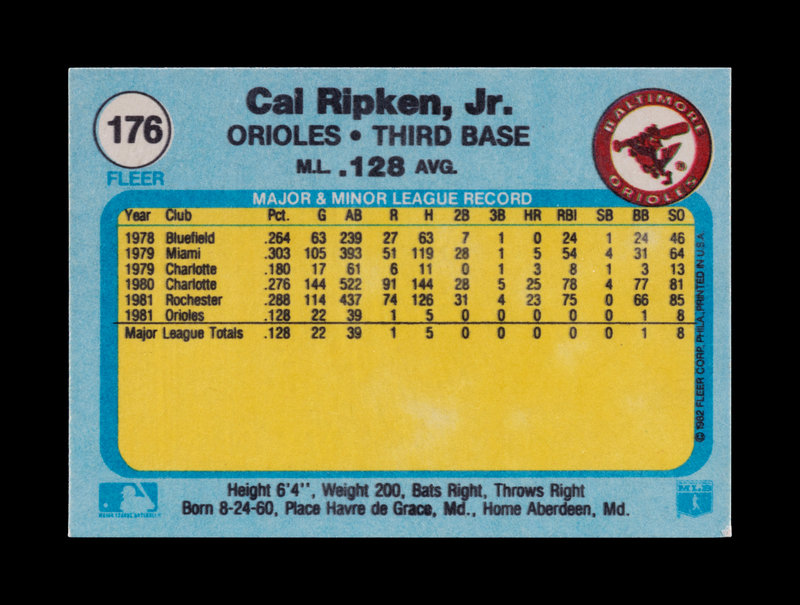 176
FLEER
Cal Ripken, Jr.
ORIOLES • THIRD BASE
M.L. .128 AVG.
BALTIMORE
ORIOLES
®
MAJOR & MINOR LEAGUE RECORD
Year Club Pct. G AB R H 2B 3B HR RBI SB BB SO
1978 Bluefield .264 63 239 27 63 7 1 0 24 1 24 46
1979 Miami .303 105 393 51 119 28 1 5 54 4 31 64
1979 Charlotte .180 17 61 6 11 0 1 3 8 1 3 13
1980 Charlotte .276 144 522 91 144 28 5 25 78 4 77 81
1981 Rochester .288 114 437 74 126 31 4 23 75 0 66 85
1981 Orioles .128 22 39 1 5 0 0 0 0 0 1 8
Major League Totals .128 22 39 1 5 0 0 0 0 0 1 8
© 1982 FLEER CORP. PHILA./PRINTED IN U.S.A.
Height 6'4", Weight 200, Bats Right, Throws Right
Born 8-24-60, Place Havre de Grace, Md., Home Aberdeen, Md.
MAJOR LEAGUE BASEBALL